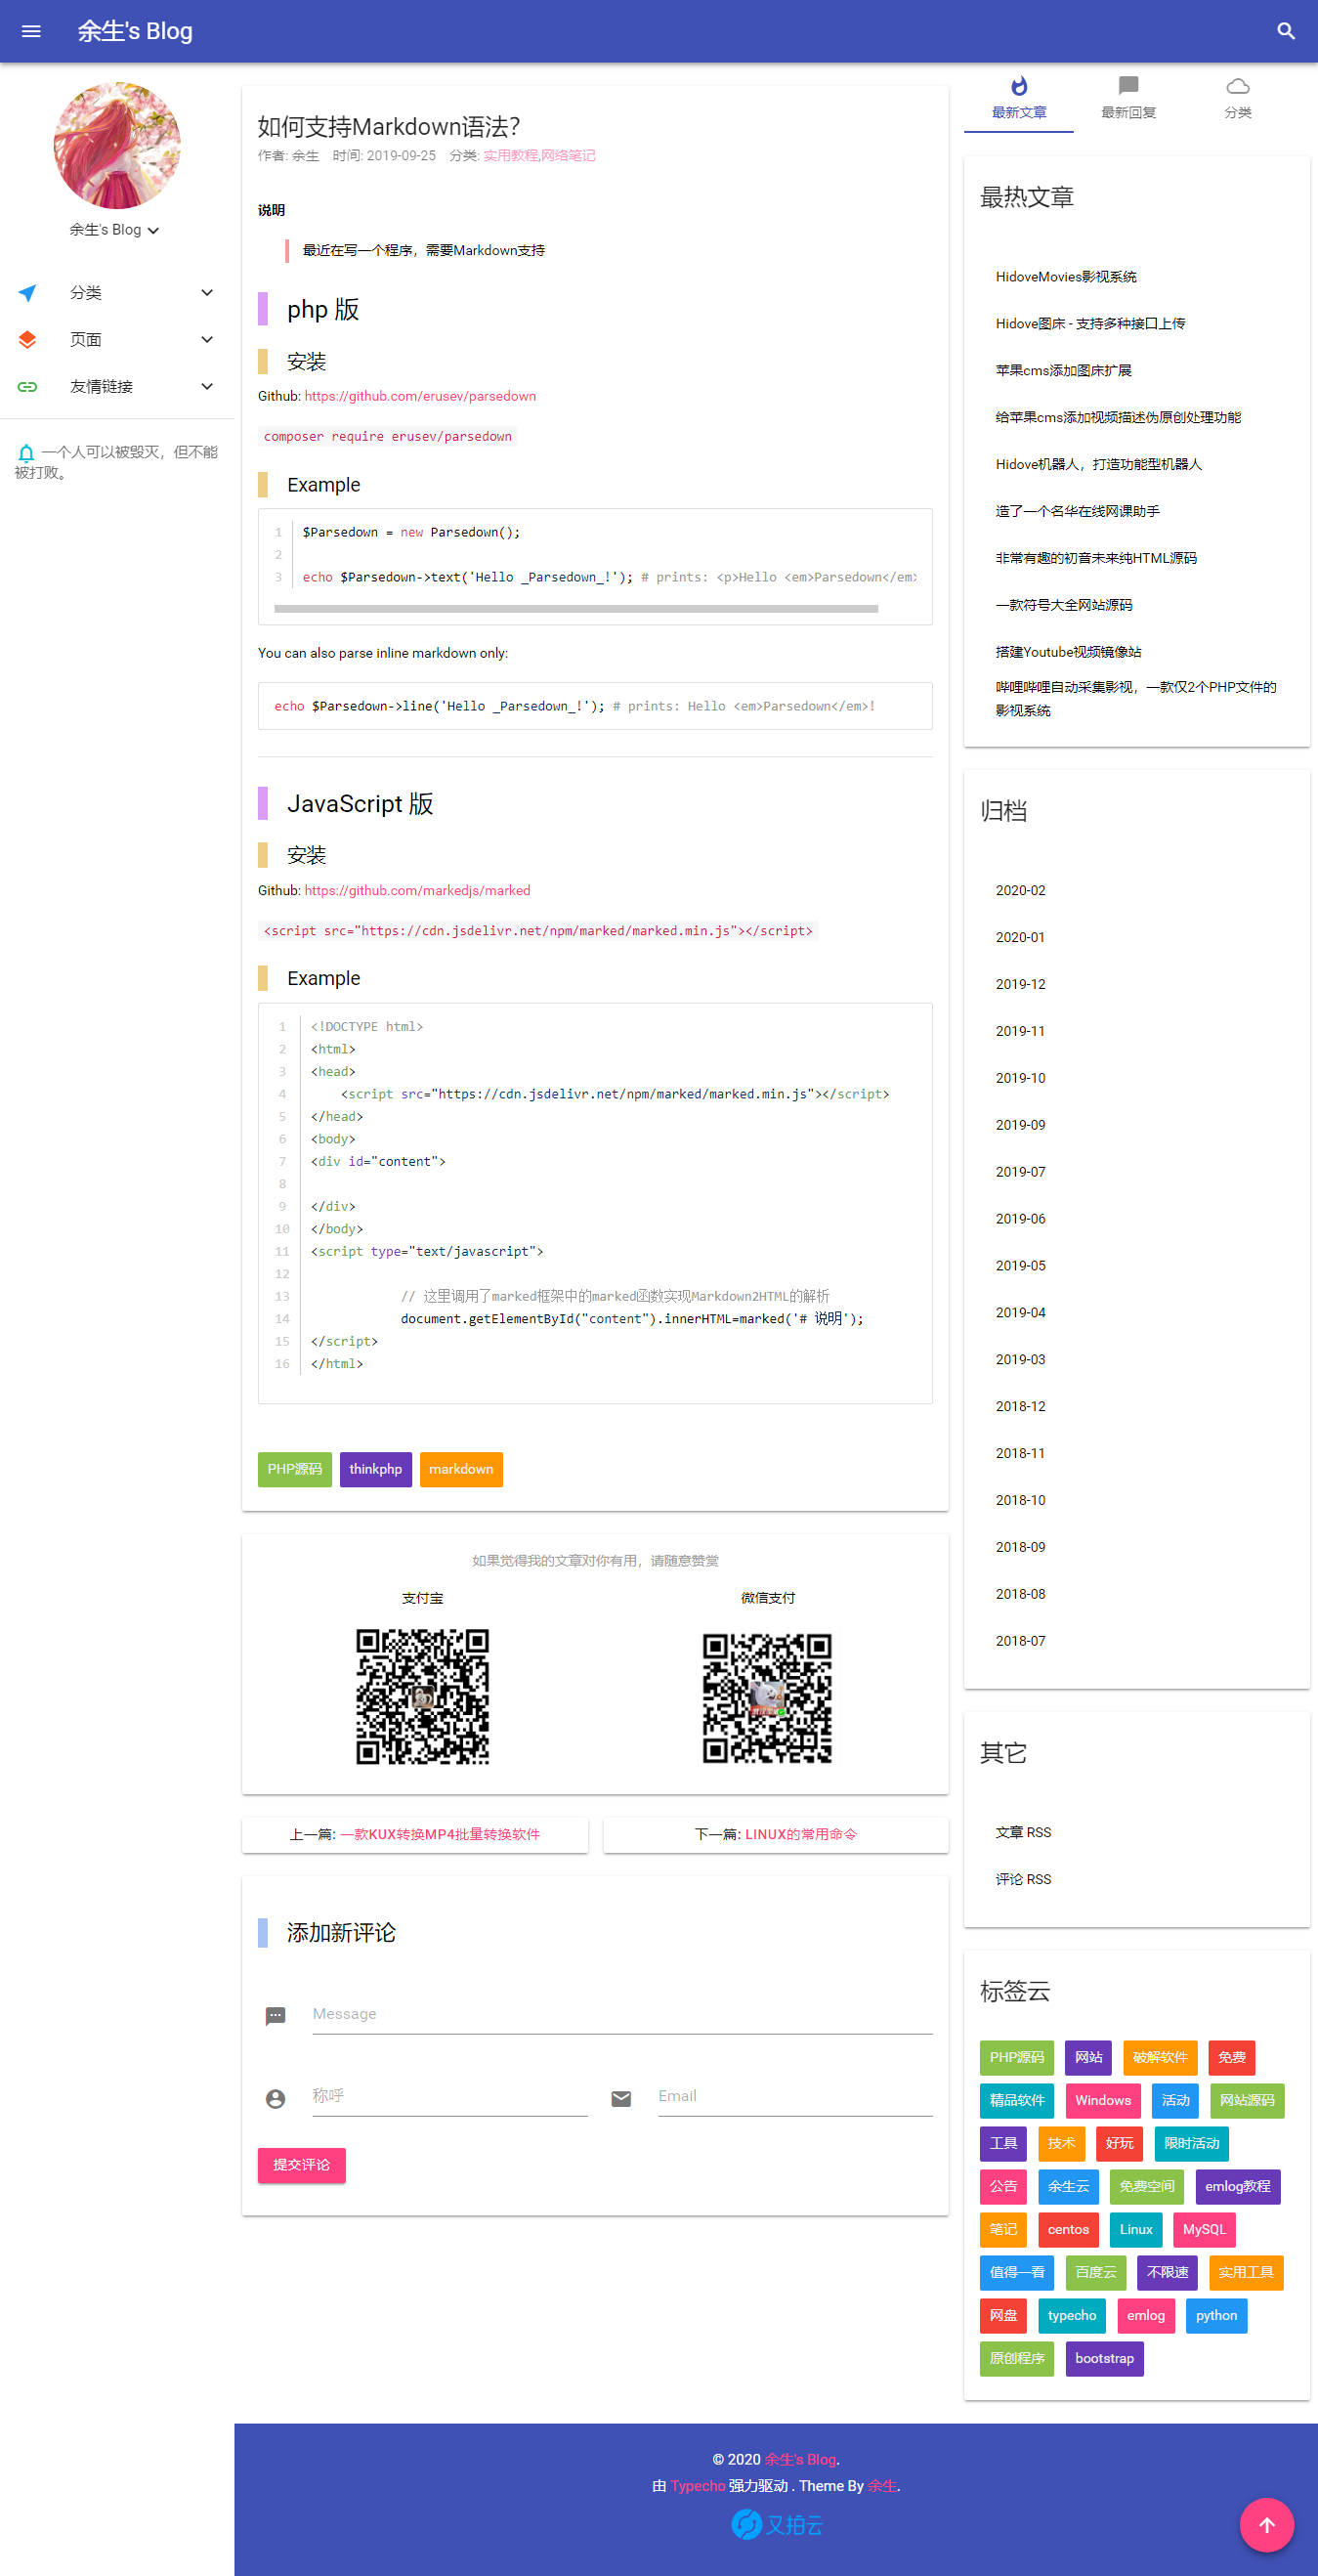 余生's Blog
余生's Blog
分类
页面
友情链接
一个人可以被毁灭，但不能
被打败。
如何支持Markdown语法?
作者: 余生 时间: 2019-09-25 分类: 实用教程,网络笔记
说明
最近在写一个程序，需要Markdown支持
php 版
安装
Github: https://github.com/erusev/parsedown
composer require erusev/parsedown
Example
1 $Parsedown = new Parsedown();
2
3 echo $Parsedown->text('Hello _Parsedown_!'); # prints: <p>Hello <em>Parsedown</em>
You can also parse inline markdown only:
echo $Parsedown->line('Hello _Parsedown_!'); # prints: Hello <em>Parsedown</em>!
JavaScript 版
安装
Github: https://github.com/markedjs/marked
<script src="https://cdn.jsdelivr.net/npm/marked/marked.min.js"></script>
Example
1 <!DOCTYPE html>
2 <html>
3 <head>
4 <script src="https://cdn.jsdelivr.net/npm/marked/marked.min.js"></script>
5 </head>
6 <body>
7 <div id="content">
8
9 </div>
10 </body>
11 <script type="text/javascript">
12
13 // 这里调用了marked框架中的marked函数实现Markdown2HTML的解析
14 document.getElementById("content").innerHTML=marked('# 说明');
15 </script>
16 </html>
PHP源码 thinkphp markdown
如果觉得我的文章对你有用，请随意赞赏
支付宝 微信支付
上一篇: 一款KUX转换MP4批量转换软件 下一篇: LINUX的常用命令
添加新评论
Message
称呼 Email
提交评论
最新文章 最新回复 分类
最热文章
HidoveMovies影视系统
Hidove图床 - 支持多种接口上传
苹果cms添加图床扩展
给苹果cms添加视频描述伪原创处理功能
Hidove机器人，打造功能型机器人
造了一个名华在线网课助手
非常有趣的初音未来纯HTML源码
一款符号大全网站源码
搭建Youtube视频镜像站
哔哩哔哩自动采集影视，一款仅2个PHP文件的
影视系统
归档
2020-02
2020-01
2019-12
2019-11
2019-10
2019-09
2019-07
2019-06
2019-05
2019-04
2019-03
2018-12
2018-11
2018-10
2018-09
2018-08
2018-07
其它
文章 RSS
评论 RSS
标签云
PHP源码 网站 破解软件 免费
精品软件 Windows 活动 网站源码
工具 技术 好玩 限时活动
公告 余生云 免费空间 emlog教程
笔记 centos Linux MySQL
值得一看 百度云 不限速 实用工具
网盘 typecho emlog python
原创程序 bootstrap
© 2020 余生's Blog.
由 Typecho 强力驱动 . Theme By 余生.
又拍云